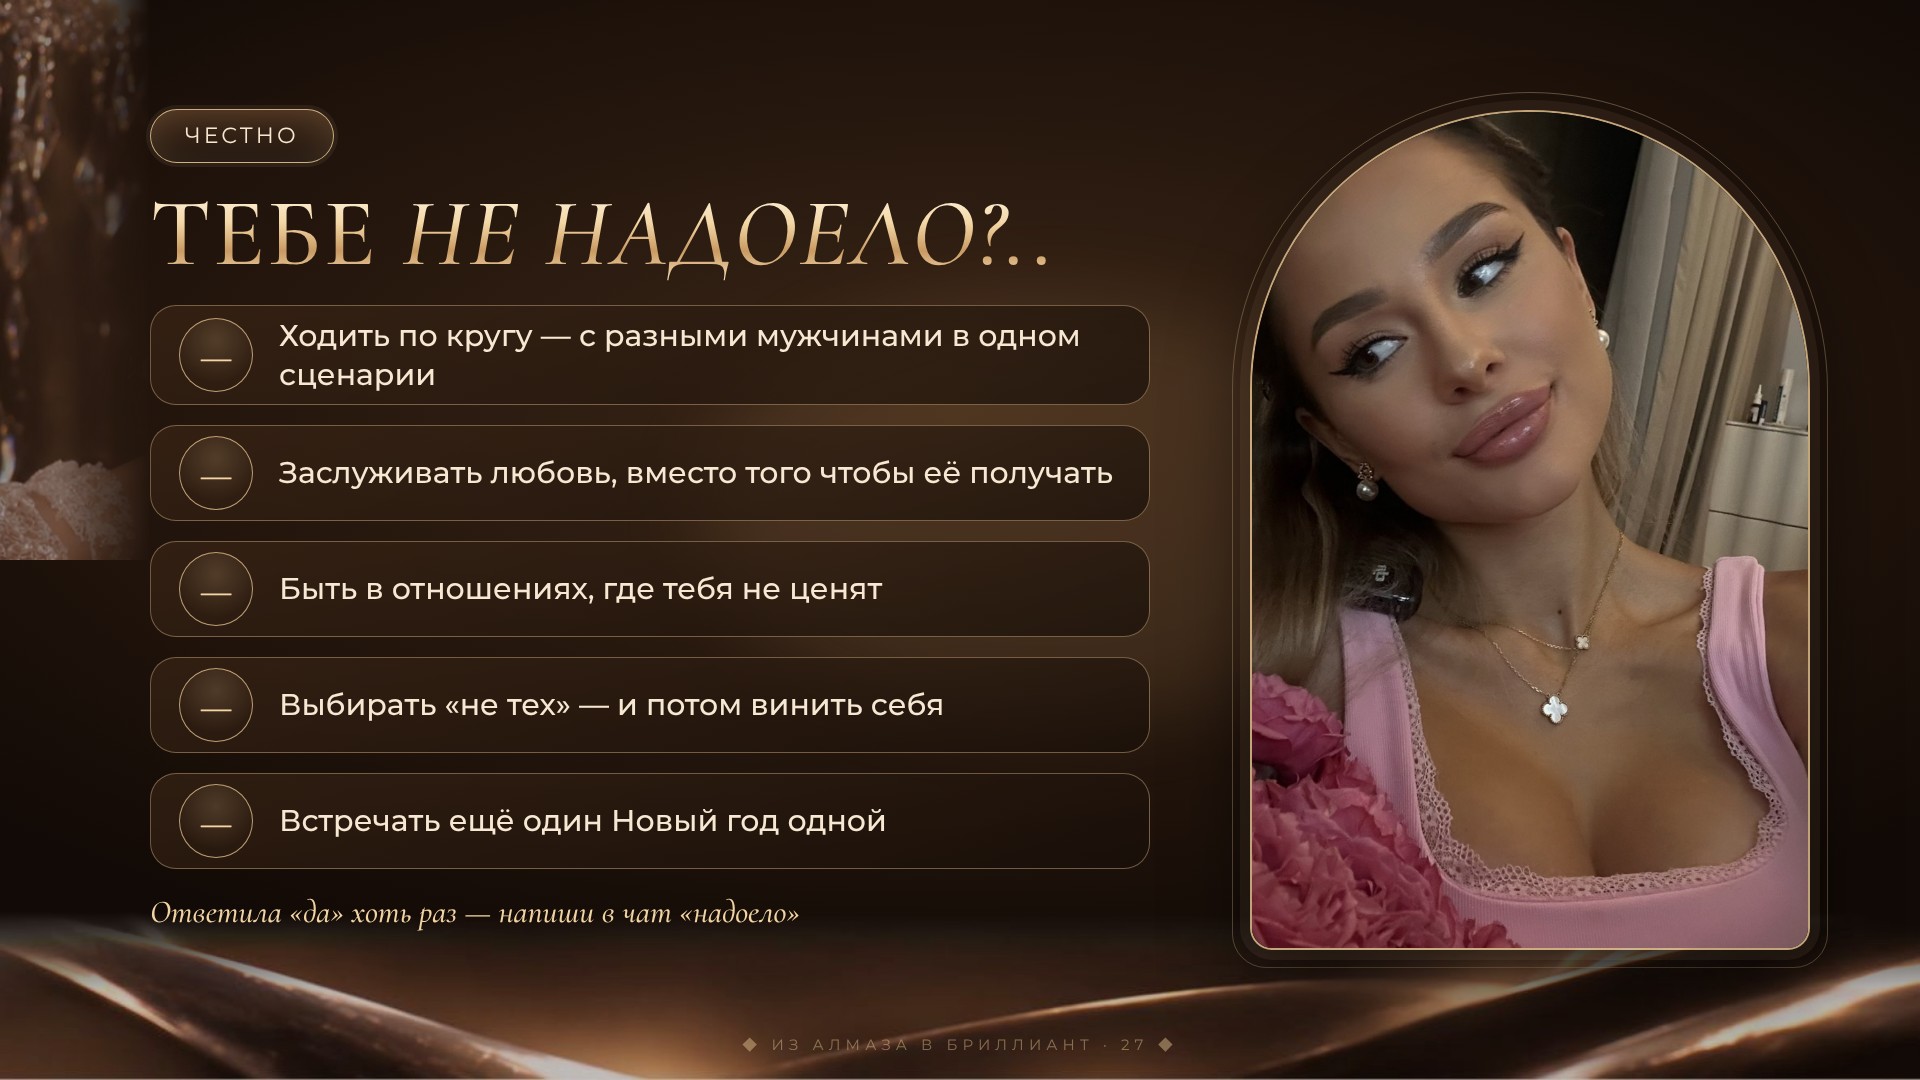 ЧЕСТНО
ТЕБЕ НЕ НАДОЕЛО?..
— Ходить по кругу — с разными мужчинами в одном
сценарии
— Заслуживать любовь, вместо того чтобы её получать
— Быть в отношениях, где тебя не ценят
— Выбирать «не тех» — и потом винить себя
— Встречать ещё один Новый год одной
Ответила «да» хоть раз — напиши в чат «надоело»
◆ ИЗ АЛМАЗА В БРИЛЛИАНТ · 27 ◆